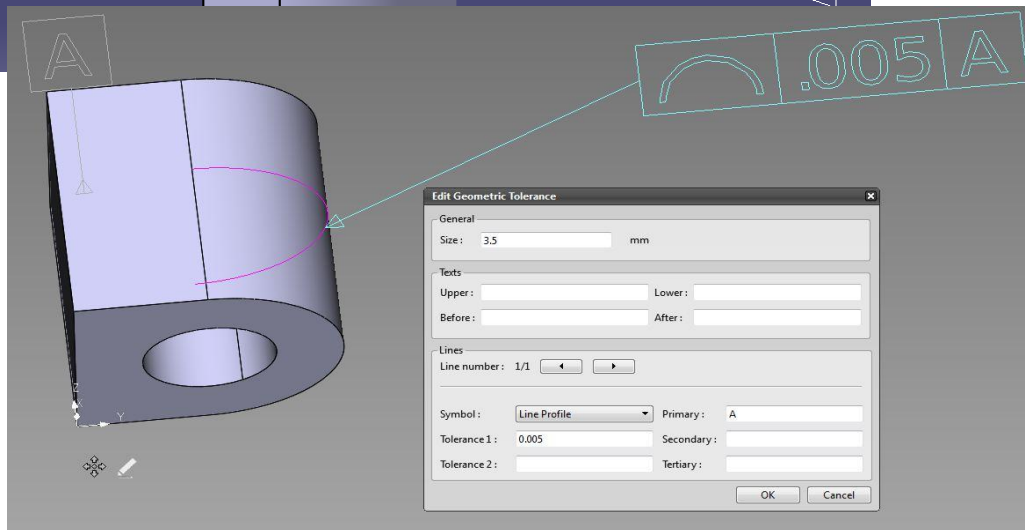 A
.005 A
Edit Geometric Tolerance
General
Size : 3.5 mm
Texts
Upper : Lower :
Before : After :
Lines
Line number : 1/1
Symbol : Line Profile Primary : A
Tolerance 1 : 0.005 Secondary :
Tolerance 2 : Tertiary :
OK Cancel
Z
X
Y